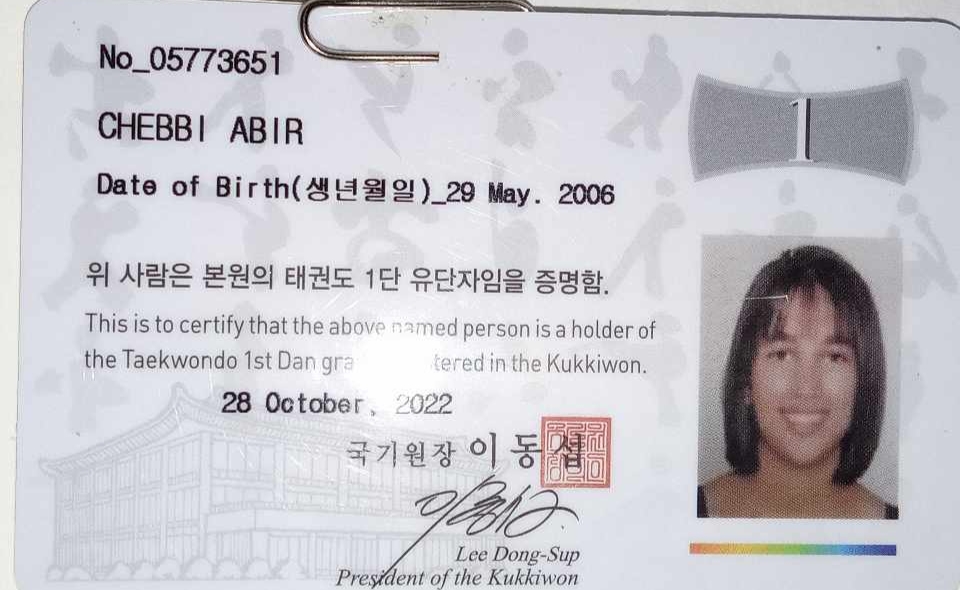 No_05773651
1
CHEBBI ABIR
Date of Birth(생년월일)_29 May. 2006
위 사람은 본원의 태권도 1단 유단자임을 증명함.
This is to certify that the above named person is a holder of
the Taekwondo 1st Dan gra tered in the Kukkiwon.
28 October, 2022
국기원장 이동섭
Lee Dong-Sup
President of the Kukkiwon